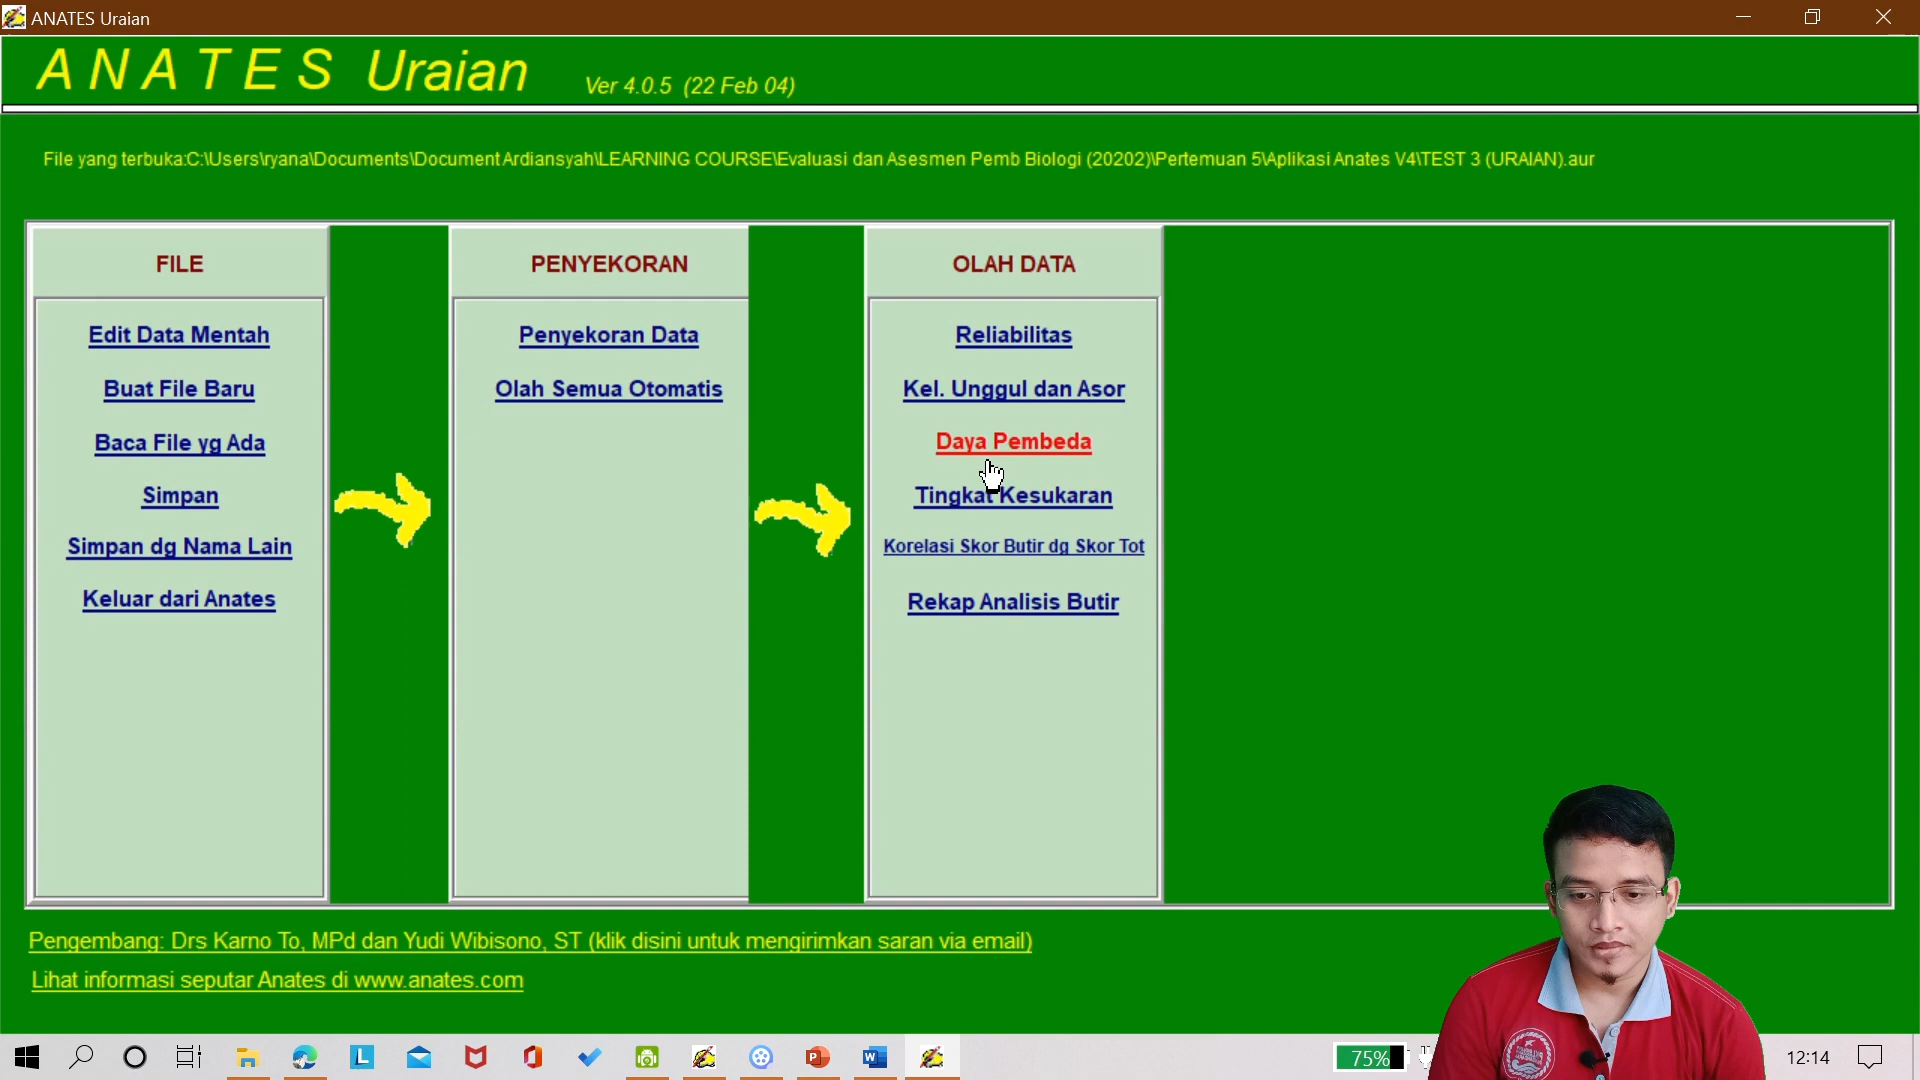 ANATES Uraian
ANATES Uraian Ver 4.0.5 (22 Feb 04)
File yang terbuka:C:\Users\ryana\Documents\Document Ardiansyah\LEARNING COURSE\Evaluasi dan Asesmen Pemb Biologi (20202)\Pertemuan 5\Aplikasi Anates V4\TEST 3 (URAIAN).aur
FILE
Edit Data Mentah
Buat File Baru
Baca File yg Ada
Simpan
Simpan dg Nama Lain
Keluar dari Anates
PENYEKORAN
Penyekoran Data
Olah Semua Otomatis
OLAH DATA
Reliabilitas
Kel. Unggul dan Asor
Daya Pembeda
Tingkat Kesukaran
Korelasi Skor Butir dg Skor Tot
Rekap Analisis Butir
Pengembang: Drs Karno To, MPd dan Yudi Wibisono, ST (klik disini untuk mengirimkan saran via email)
Lihat informasi seputar Anates di www.anates.com
75%
12:14